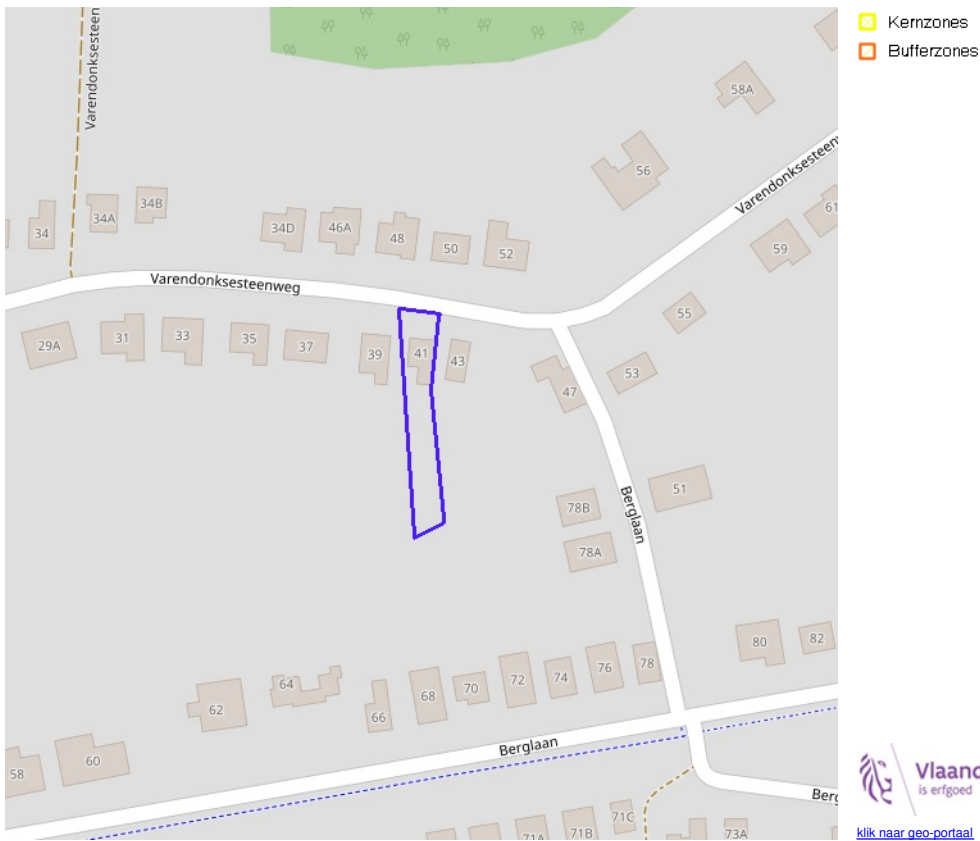 Kernzones
Bufferzones
Varendonksesteen
58A
56
Varendonksesteenw
34
34A
34B
34D
46A
48
50
52
61
59
Varendonksesteenweg
29A
31
33
35
37
39
41
43
55
53
47
51
Berglaan
78B
78A
62
64
66
68
70
72
74
76
78
80
82
58
60
Berglaan
Berg
71A
71B
71C
73A
Vlaand
is erfgoed
klik naar geo-portaal